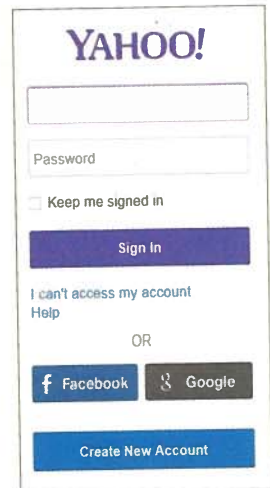 YAHOO!
Password
Keep me signed in
Sign In
I can't access my account
Help
OR
f Facebook g Google
Create New Account